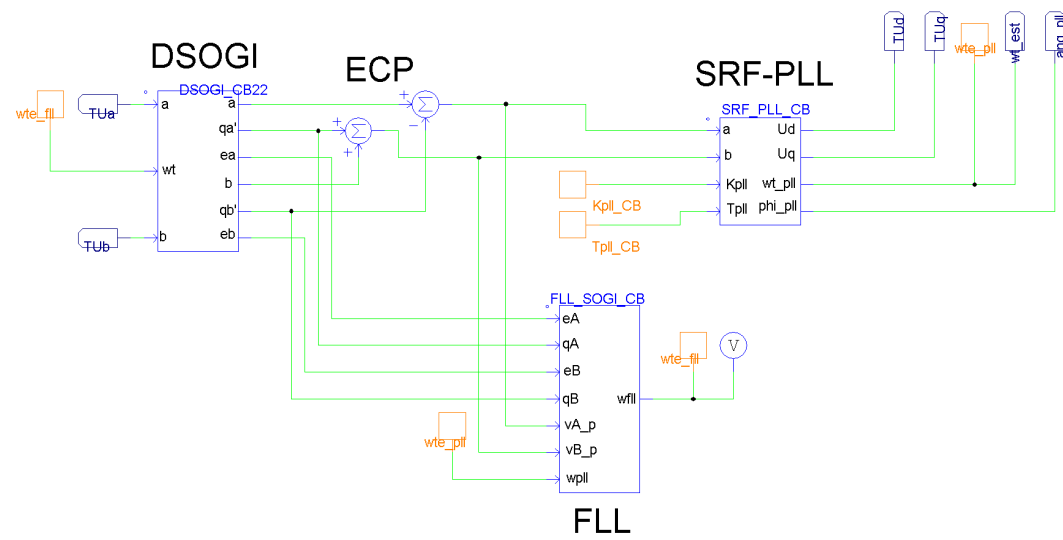 DSOGI
ECP
SRF-PLL
TUd
TUq
wte_pll
wt_est
ang_pll
DSOGI_CB22
SRF_PLL_CB
wte_fll
TUa
TUb
a
wt
b
a
qa'
ea
b
qb'
eb
+
Σ
+
+
Σ
−
a
b
Kpll
Tpll
Ud
Uq
wt_pll
phi_pll
Kpll_CB
Tpll_CB
FLL_SOGI_CB
eA
qA
eB
qB
vA_p
vB_p
wpll
wfll
wte_fll
V
wte_pll
FLL